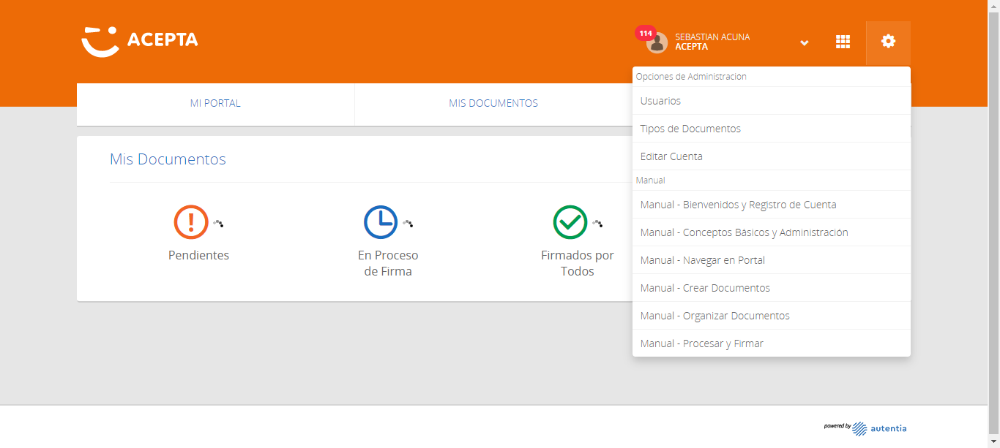 ACEPTA
114
SEBASTIAN ACUNA
ACEPTA
MI PORTAL
MIS DOCUMENTOS
Opciones de Administración
Usuarios
Tipos de Documentos
Editar Cuenta
Manual
Manual - Bienvenidos y Registro de Cuenta
Manual - Conceptos Básicos y Administración
Manual - Navegar en Portal
Manual - Crear Documentos
Manual - Organizar Documentos
Manual - Procesar y Firmar
Mis Documentos
Pendientes
En Proceso
de Firma
Firmados por
Todos
powered by autentia